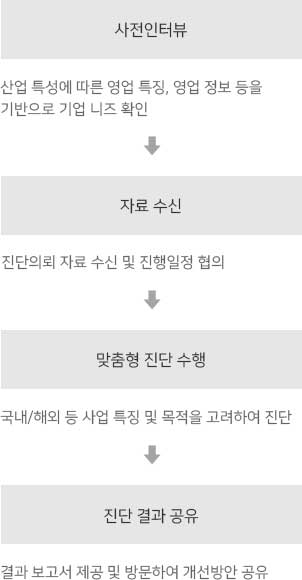 사전인터뷰
산업 특성에 따른 영업 특징, 영업 정보 등을
기반으로 기업 니즈 확인
자료 수신
진단의뢰 자료 수신 및 진행일정 협의
맞춤형 진단 수행
국내/해외 등 사업 특징 및 목적을 고려하여 진단
진단 결과 공유
결과 보고서 제공 및 방문하여 개선방안 공유